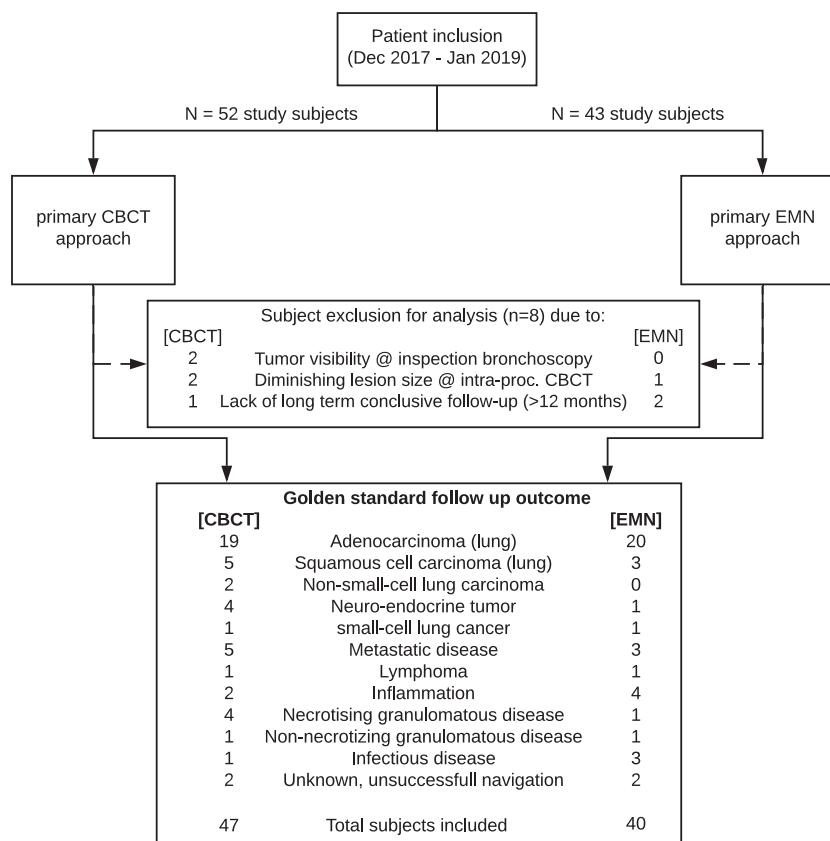 Patient inclusion
(Dec 2017 - Jan 2019)
N = 52 study subjects
N = 43 study subjects
primary CBCT
approach
primary EMN
approach
Subject exclusion for analysis (n=8) due to:
[CBCT] [EMN]
2 Tumor visibility @ inspection bronchoscopy 0
2 Diminishing lesion size @ intra-proc. CBCT 1
1 Lack of long term conclusive follow-up (>12 months) 2
Golden standard follow up outcome
[CBCT] [EMN]
19 Adenocarcinoma (lung) 20
5 Squamous cell carcinoma (lung) 3
2 Non-small-cell lung carcinoma 0
4 Neuro-endocrine tumor 1
1 small-cell lung cancer 1
5 Metastatic disease 3
1 Lymphoma 1
2 Inflammation 4
4 Necrotising granulomatous disease 1
1 Non-necrotizing granulomatous disease 1
1 Infectious disease 3
2 Unknown, unsuccessfull navigation 2
47 Total subjects included 40